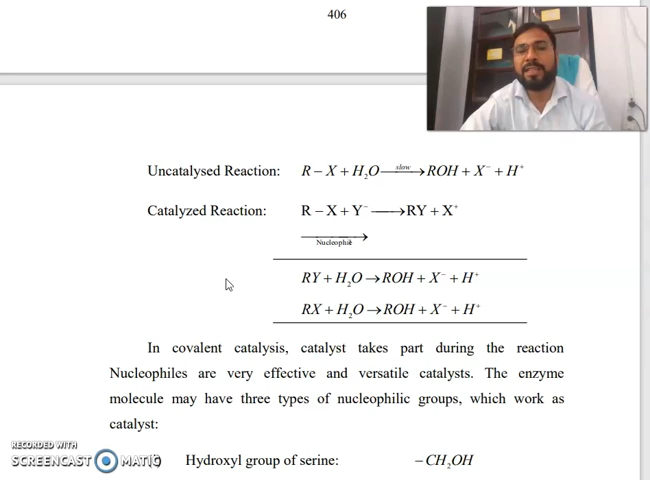 406
Uncatalysed Reaction: R – X + H₂O —slow→ ROH + X⁻ + H⁺
Catalyzed Reaction: R – X + Y⁻ ⟶ RY + X⁺
⟶ Nucleophile
RY + H₂O → ROH + X⁻ + H⁺
RX + H₂O → ROH + X⁻ + H⁺
In covalent catalysis, catalyst takes part during the reaction
Nucleophiles are very effective and versatile catalysts. The enzyme
molecule may have three types of nucleophilic groups, which work as
catalyst:
RECORDED WITH
SCREENCAST MATIC
Hydroxyl group of serine: – CH₂OH